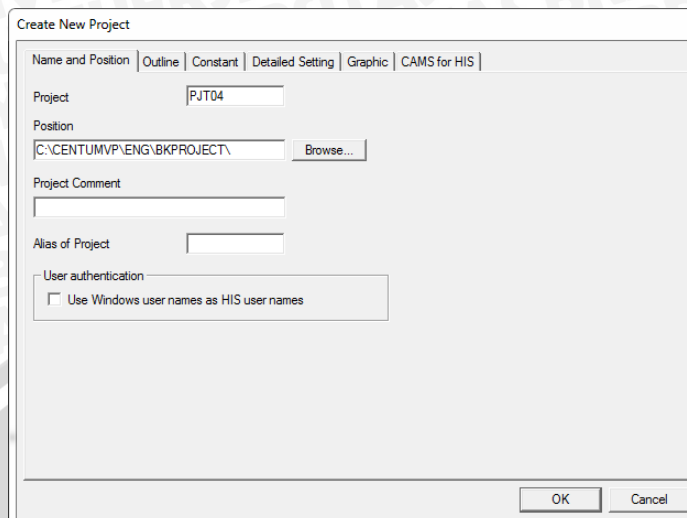 Create New Project
Name and Position Outline Constant Detailed Setting Graphic CAMS for HIS
Project PJT04
Position
C:\CENTUMVP\ENG\BKPROJECT\ Browse...
Project Comment
Alias of Project
User authentication
Use Windows user names as HIS user names
OK Cancel